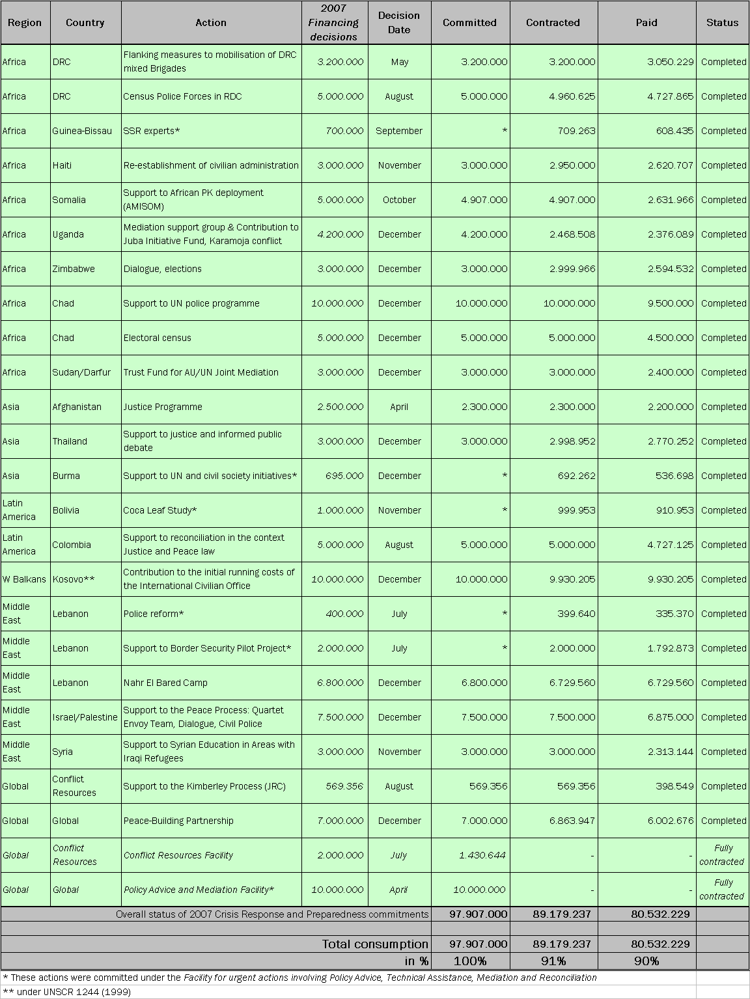 Region Country Action 2007 Financing decisions Decision Date Committed Contracted Paid Status
Africa DRC Flanking measures to mobilisation of DRC mixed Brigades 3.200.000 May 3.200.000 3.200.000 3.050.229 Completed
Africa DRC Census Police Forces in RDC 5.000.000 August 5.000.000 4.960.625 4.727.865 Completed
Africa Guinea-Bissau SSR experts* 700.000 September * 709.263 608.435 Completed
Africa Haiti Re-establishment of civilian administration 3.000.000 November 3.000.000 2.950.000 2.620.707 Completed
Africa Somalia Support to African PK deployment (AMISOM) 5.000.000 October 4.907.000 4.907.000 2.631.966 Completed
Africa Uganda Mediation support group & Contribution to Juba Initiative Fund, Karamoja conflict 4.200.000 December 4.200.000 2.468.508 2.376.089 Completed
Africa Zimbabwe Dialogue, elections 3.000.000 December 3.000.000 2.999.966 2.594.532 Completed
Africa Chad Support to UN police programme 10.000.000 December 10.000.000 10.000.000 9.500.000 Completed
Africa Chad Electoral census 5.000.000 December 5.000.000 5.000.000 4.500.000 Completed
Africa Sudan/Darfur Trust Fund for AU/UN Joint Mediation 3.000.000 December 3.000.000 3.000.000 2.400.000 Completed
Asia Afghanistan Justice Programme 2.500.000 April 2.300.000 2.300.000 2.200.000 Completed
Asia Thailand Support to justice and informed public debate 3.000.000 December 3.000.000 2.998.952 2.770.252 Completed
Asia Burma Support to UN and civil society initiatives* 695.000 December * 692.262 536.698 Completed
Latin America Bolivia Coca Leaf Study* 1.000.000 November * 999.953 910.953 Completed
Latin America Colombia Support to reconciliation in the context Justice and Peace law 5.000.000 August 5.000.000 5.000.000 4.727.125 Completed
W Balkans Kosovo** Contribution to the initial running costs of the International Civilian Office 10.000.000 December 10.000.000 9.930.205 9.930.205 Completed
Middle East Lebanon Police reform* 400.000 July * 399.640 335.370 Completed
Middle East Lebanon Support to Border Security Pilot Project* 2.000.000 July * 2.000.000 1.792.873 Completed
Middle East Lebanon Nahr El Bared Camp 6.800.000 December 6.800.000 6.729.560 6.729.560 Completed
Middle East Israel/Palestine Support to the Peace Process: Quartet Envoy Team, Dialogue, Civil Police 7.500.000 December 7.500.000 7.500.000 6.875.000 Completed
Middle East Syria Support to Syrian Education in Areas with Iraqi Refugees 3.000.000 November 3.000.000 3.000.000 2.313.144 Completed
Global Conflict Resources Support to the Kimberley Process (JRC) 569.356 August 569.356 569.356 398.549 Completed
Global Global Peace-Building Partnership 7.000.000 December 7.000.000 6.863.947 6.002.676 Completed
Global Conflict Resources Conflict Resources Facility 2.000.000 July 1.430.644 - - Fully contracted
Global Global Policy Advice and Mediation Facility* 10.000.000 April 10.000.000 - - Fully contracted
Overall status of 2007 Crisis Response and Preparedness commitments 97.907.000 89.179.237 80.532.229
Total consumption 97.907.000 89.179.237 80.532.229
in % 100% 91% 90%
* These actions were committed under the Facility for urgent actions involving Policy Advice, Technical Assistance, Mediation and Reconciliation
** under UNSCR 1244 (1999)